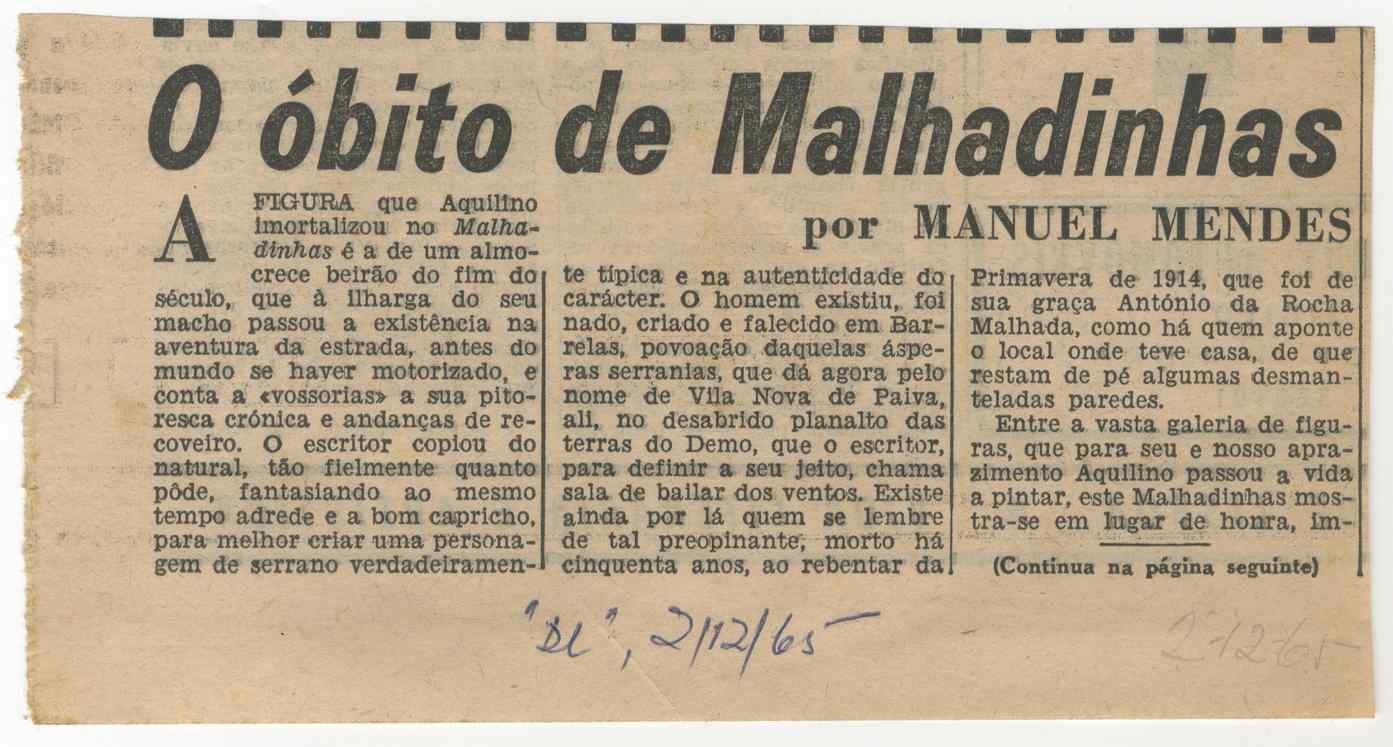 O óbito de Malhadinhas
por MANUEL MENDES
A FIGURA que Aquilino
imortalizou no Malha-
dinhas é a de um almo-
crece beirão do fim do
século, que à ilharga do seu
macho passou a existência na
aventura da estrada, antes do
mundo se haver motorizado, e
conta a «vossorias» a sua pito-
resca crónica e andanças de re-
coveiro. O escritor copiou do
natural, tão fielmente quanto
pôde, fantasiando ao mesmo
tempo adrede e a bom capricho,
para melhor criar uma persona-
gem de serrano verdadeiramen-
te típica e na autenticidade do
carácter. O homem existiu, foi
nado, criado e falecido em Bar-
relas, povoação daquelas áspe-
ras serranias, que dá agora pelo
nome de Vila Nova de Paiva,
ali, no desabrido planalto das
terras do Demo, que o escritor,
para definir a seu jeito, chama
sala de bailar dos ventos. Existe
ainda por lá quem se lembre
de tal preopinante, morto há
cinquenta anos, ao rebentar da
Primavera de 1914, que foi de
sua graça António da Rocha
Malhada, como há quem aponte
o local onde teve casa, de que
restam de pé algumas desman-
teladas paredes.
Entre a vasta galeria de figu-
ras, que para seu e nosso apra-
zimento Aquilino passou a vida
a pintar, este Malhadinhas mos-
tra-se em lugar de honra, im-
(Continua na página seguinte)
"DL", 2/12/65
2-12-65